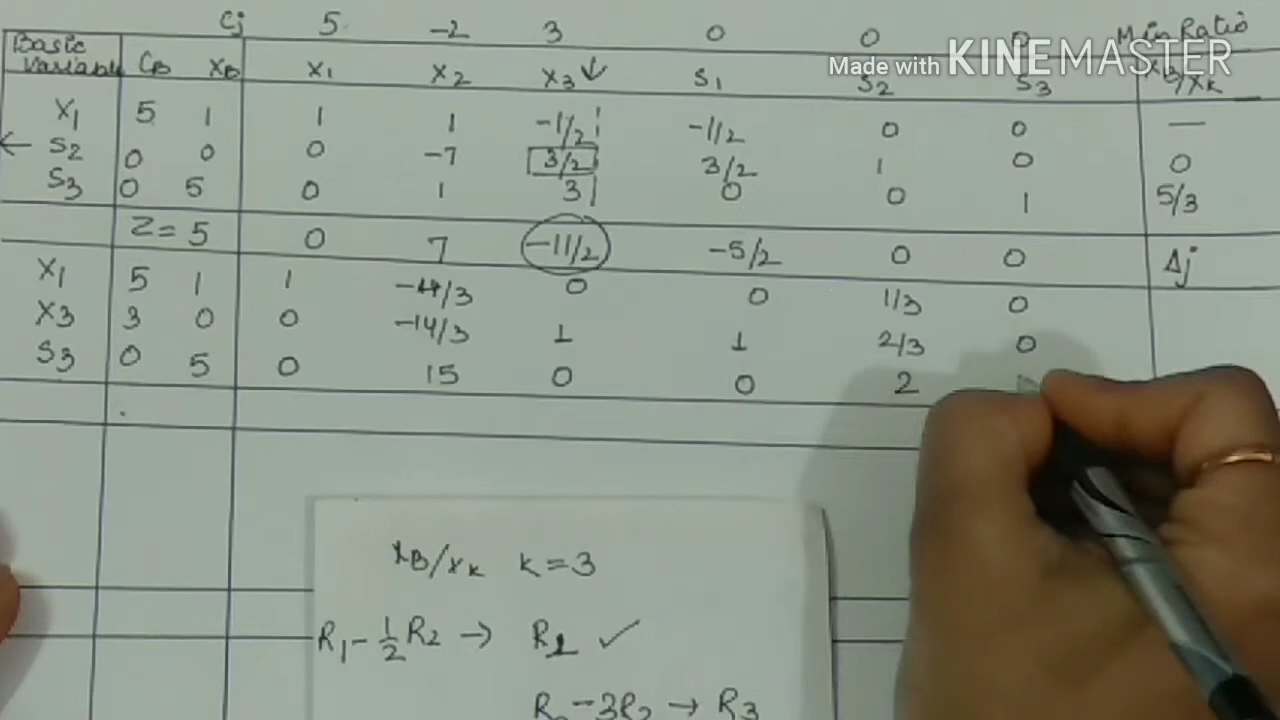 Cj 5 -2 3 0 0 0 Min Ratio
Made with KINEMASTER
Basic Variable CB XB X1 X2 X3 ↓ S1 S2 S3 XB/XK
X1 5 1 1 1 -1/2 -1/2 0 0 —
← S2 0 0 0 -7 3/2 3/2 1 0 0
S3 0 5 0 1 3 0 0 1 5/3
Z = 5 0 7 -11/2 -5/2 0 0 Δj
X1 5 1 1 -4/3 0 0 1/3 0
X3 3 0 0 -14/3 1 1 2/3 0
S3 0 5 0 15 0 0 2
XB/XK K = 3
R1 - 1/2 R2 → R1 ✓
-3R2 → R3